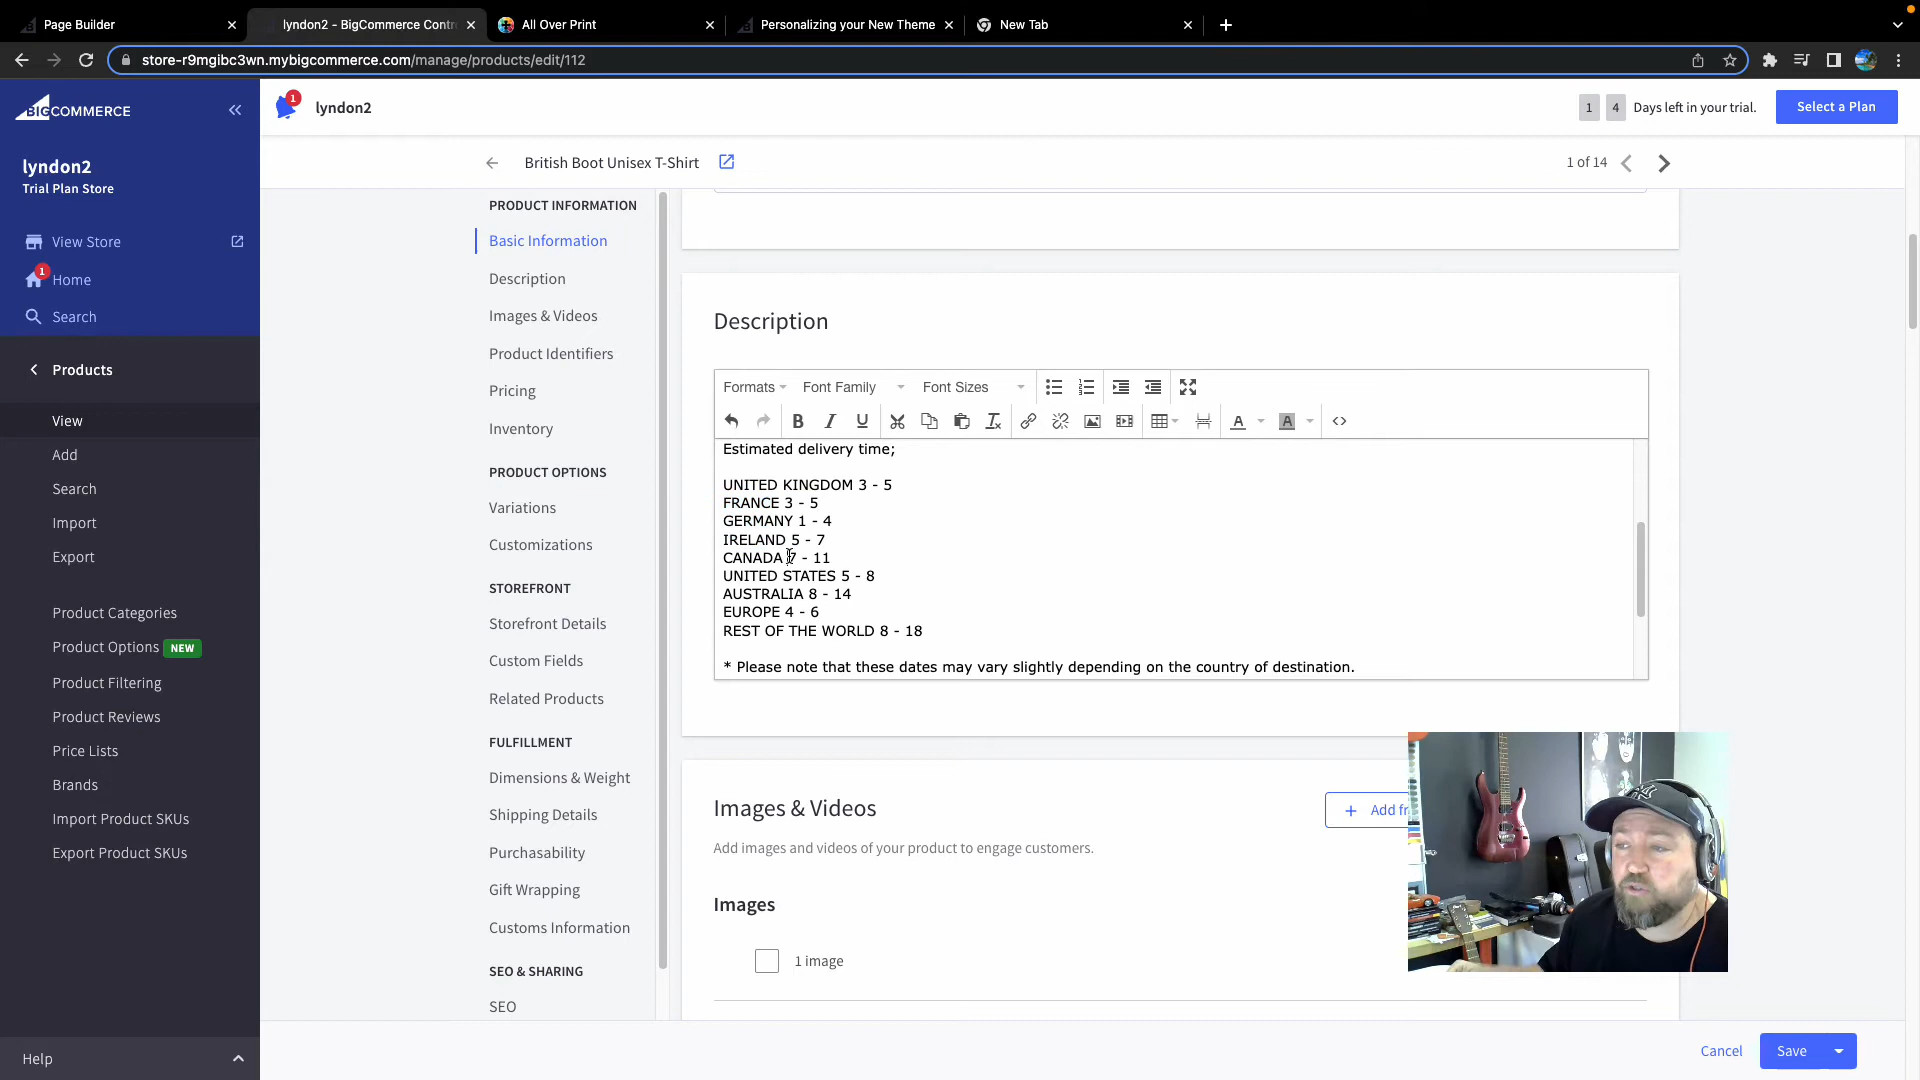 Page Builder
lyndon2 - BigCommerce Contr
All Over Print
Personalizing your New Theme
New Tab
store-r9mgibc3wn.mybigcommerce.com/manage/products/edit/112
BIGCOMMERCE
1
lyndon2
1 4 Days left in your trial.
Select a Plan
lyndon2
Trial Plan Store
View Store
1
Home
Search
Products
View
Add
Search
Import
Export
Product Categories
Product Options NEW
Product Filtering
Product Reviews
Price Lists
Brands
Import Product SKUs
Export Product SKUs
Help
British Boot Unisex T-Shirt
1 of 14
PRODUCT INFORMATION
Basic Information
Description
Images & Videos
Product Identifiers
Pricing
Inventory
PRODUCT OPTIONS
Variations
Customizations
STOREFRONT
Storefront Details
Custom Fields
Related Products
FULFILLMENT
Dimensions & Weight
Shipping Details
Purchasability
Gift Wrapping
Customs Information
SEO & SHARING
SEO
Description
Formats Font Family Font Sizes
B I U A A
Estimated delivery time;
UNITED KINGDOM 3 - 5
FRANCE 3 - 5
GERMANY 1 - 4
IRELAND 5 - 7
CANADA 7 - 11
UNITED STATES 5 - 8
AUSTRALIA 8 - 14
EUROPE 4 - 6
REST OF THE WORLD 8 - 18
* Please note that these dates may vary slightly depending on the country of destination.
Images & Videos
Add fr
Add images and videos of your product to engage customers.
Images
1 image
Cancel
Save